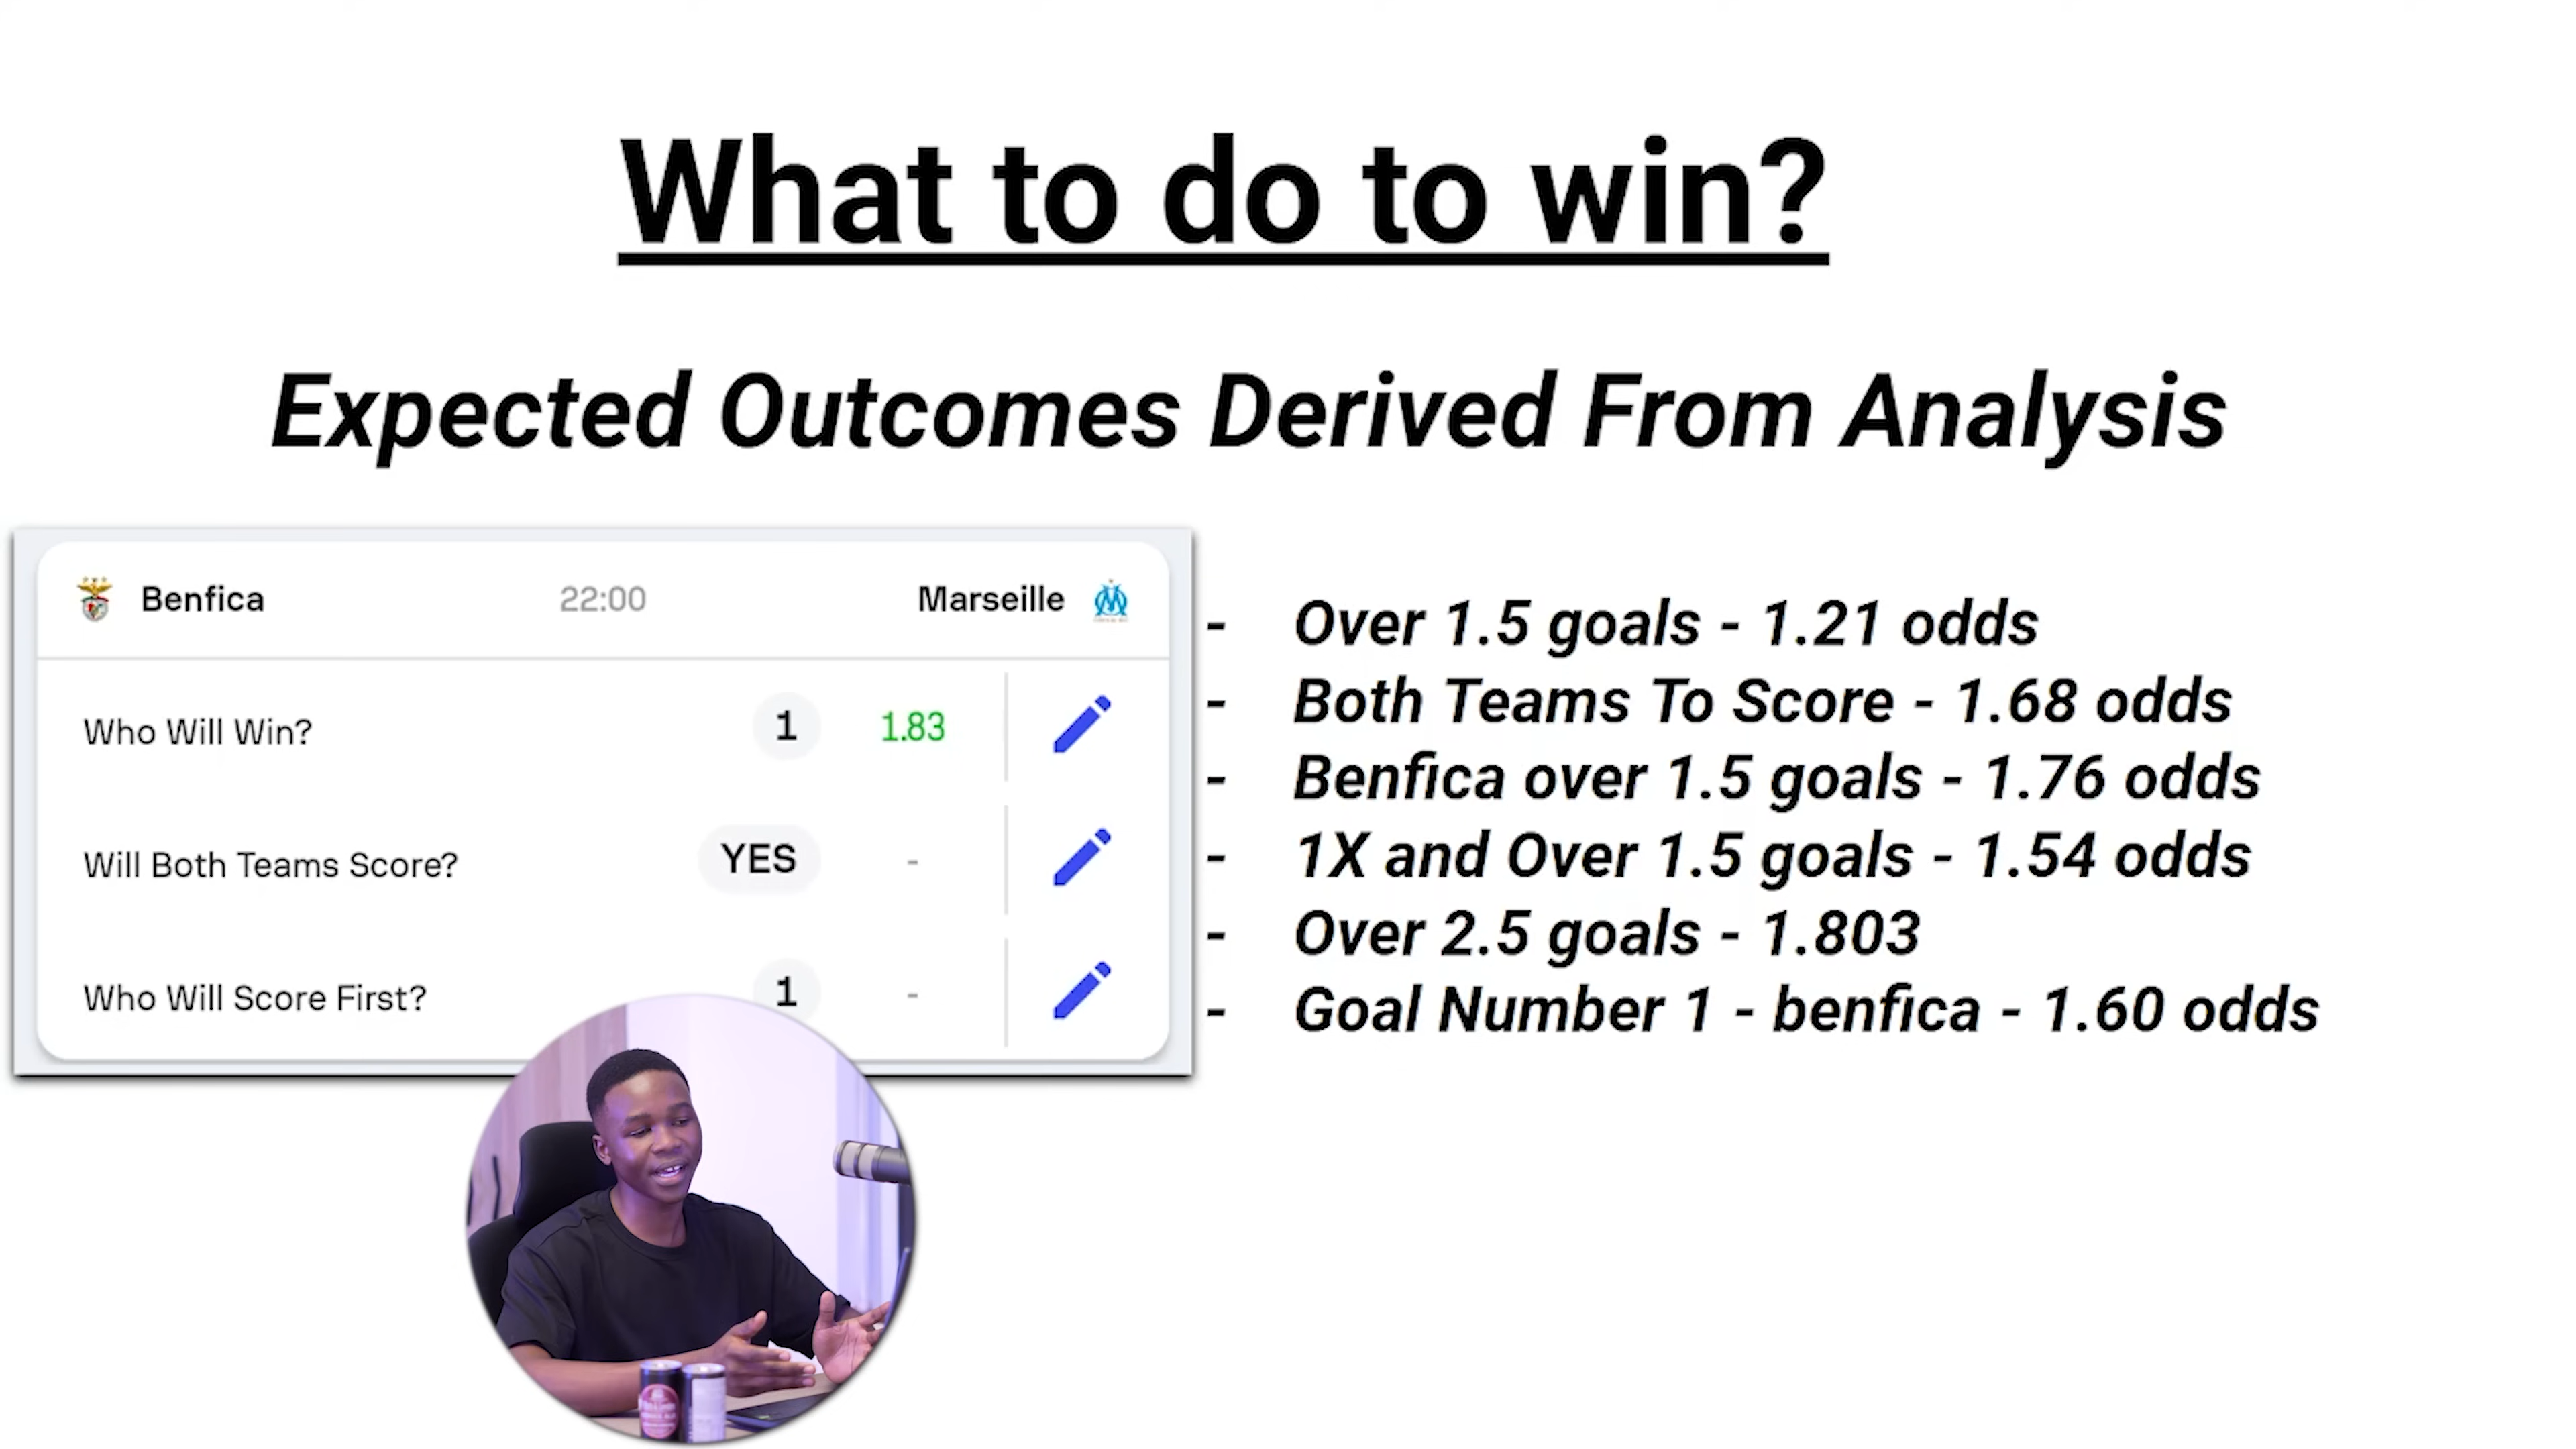 What to do to win?
Expected Outcomes Derived From Analysis
Benfica 22:00 Marseille
Who Will Win? 1 1.83
Will Both Teams Score? YES -
Who Will Score First? 1 -
- Over 1.5 goals - 1.21 odds
- Both Teams To Score - 1.68 odds
- Benfica over 1.5 goals - 1.76 odds
- 1X and Over 1.5 goals - 1.54 odds
- Over 2.5 goals - 1.803
- Goal Number 1 - benfica - 1.60 odds